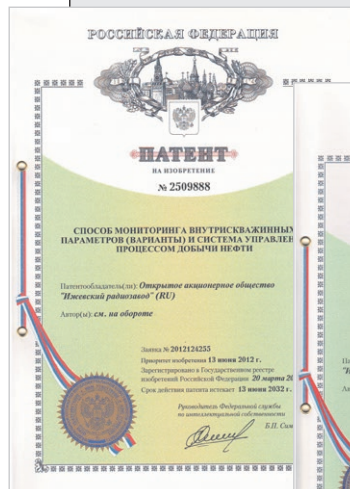 РОССИЙСКАЯ ФЕДЕРАЦИЯ
ПАТЕНТ
НА ИЗОБРЕТЕНИЕ
№ 2509888
СПОСОБ МОНИТОРИНГА ВНУТРИСКВАЖИННЫХ
ПАРАМЕТРОВ (ВАРИАНТЫ) И СИСТЕМА УПРАВЛЕН
ПРОЦЕССОМ ДОБЫЧИ НЕФТИ
Патентообладатель(ли): Открытое акционерное общество
"Ижевский радиозавод" (RU)
Автор(ы): см. на обороте
Заявка № 2012124255
Приоритет изобретения 13 июня 2012 г.
Зарегистрировано в Государственном реестре
изобретений Российской Федерации 20 марта 20
Срок действия патента истекает 13 июня 2032 г.
Руководитель Федеральной службы
по интеллектуальной собственности
Б.П. Сим